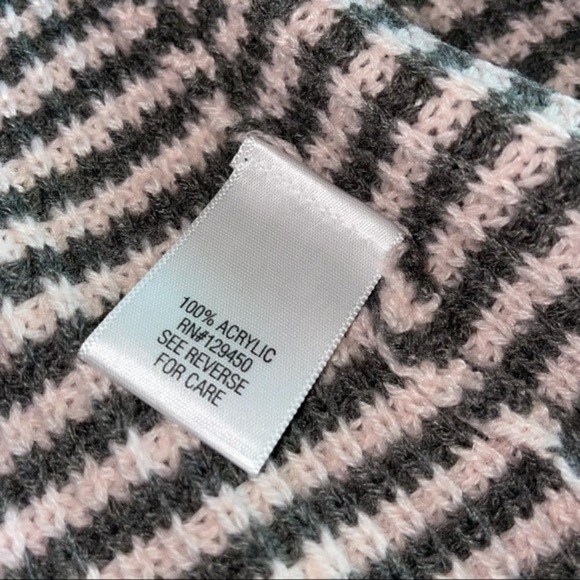 100% ACRYLIC
RN#129450
SEE REVERSE
FOR CARE